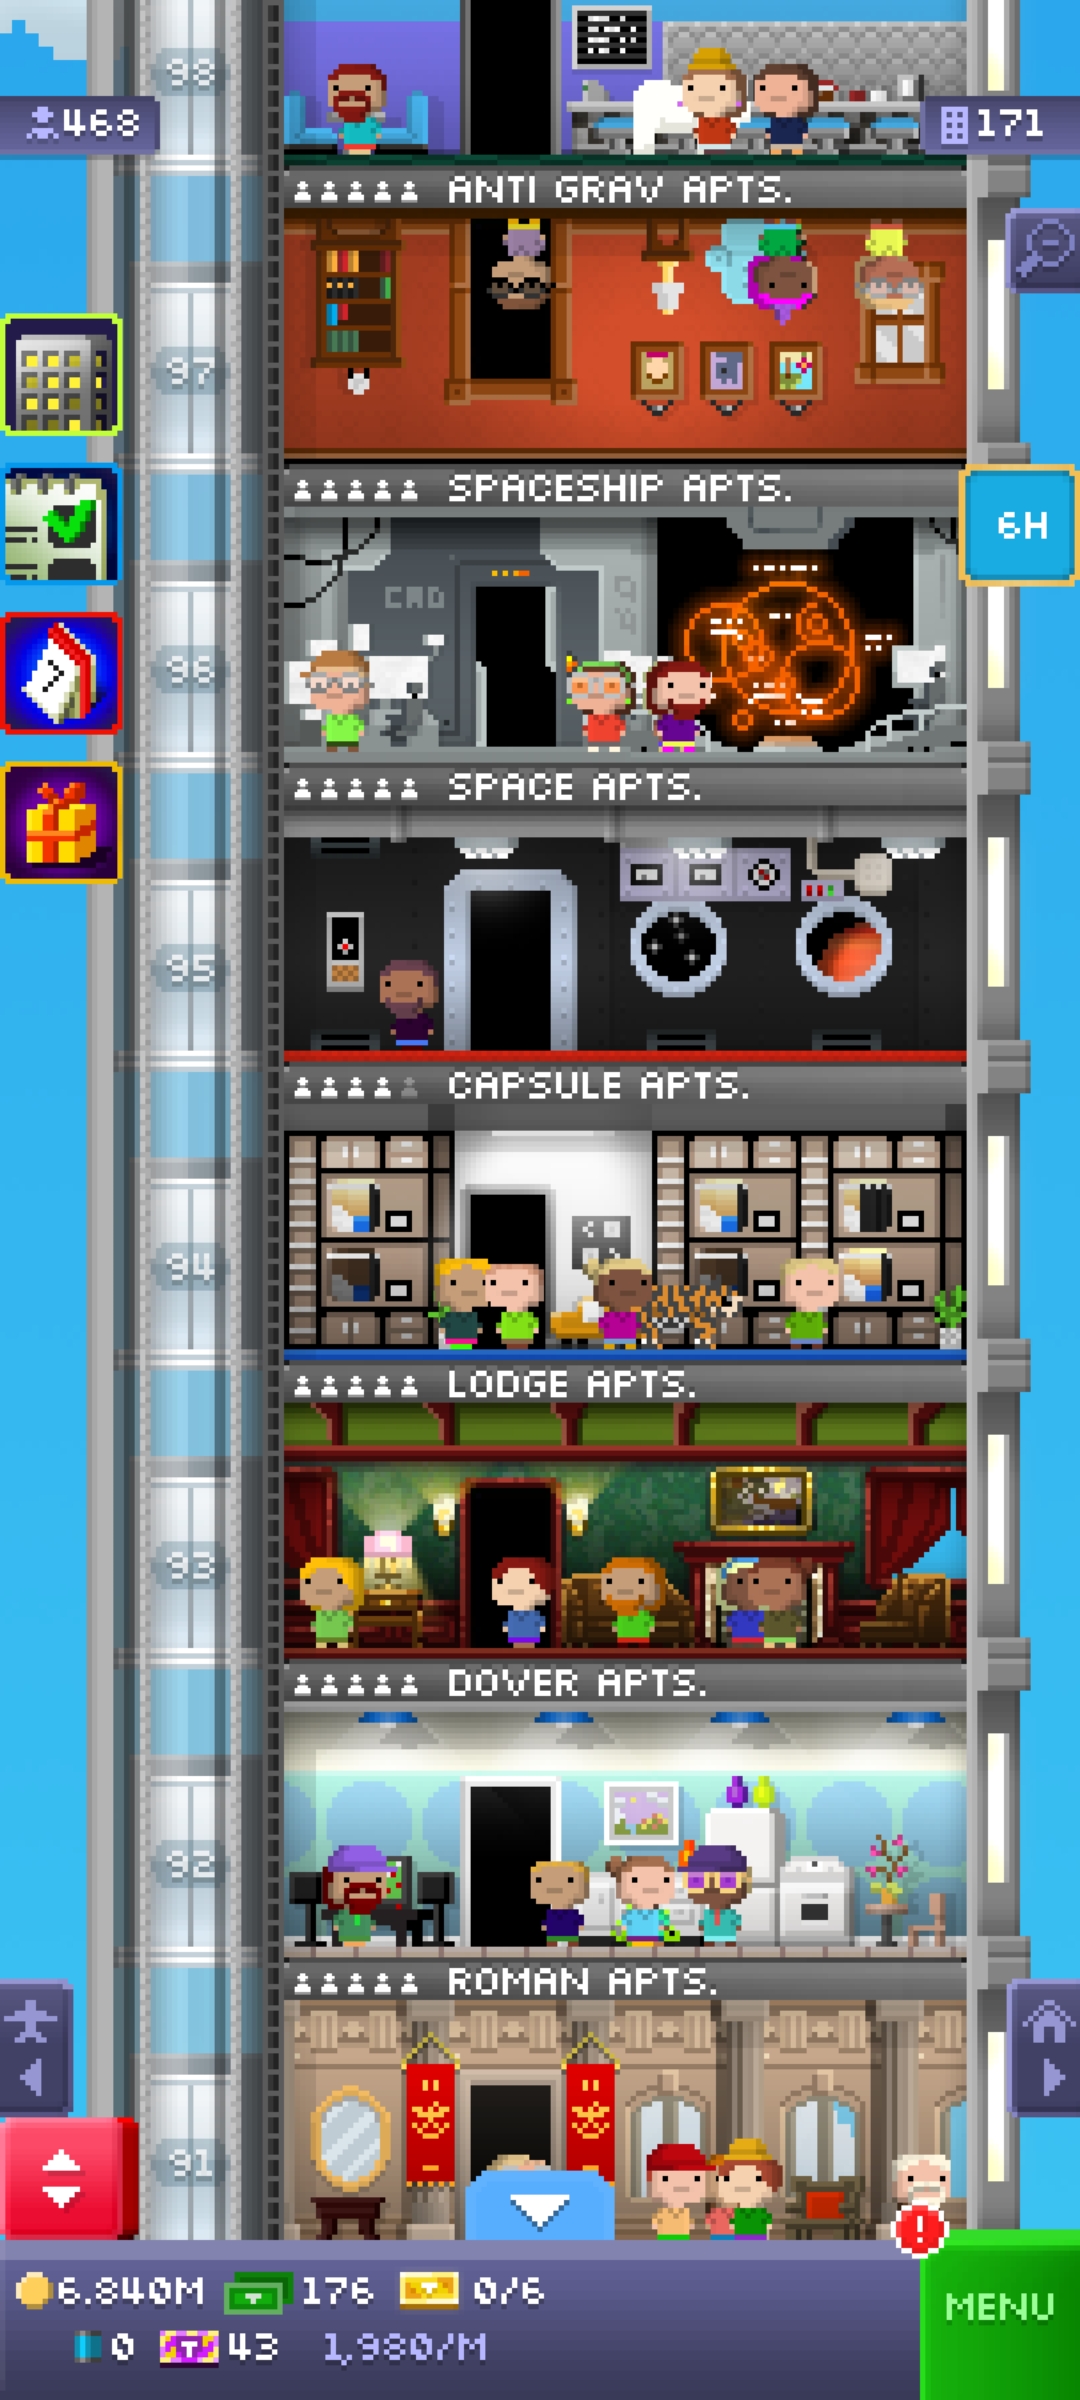 98
468
171
ANTI GRAV APTS.
97
SPACESHIP APTS.
6H
CAD
96
SPACE APTS.
95
CAPSULE APTS.
94
LODGE APTS.
93
DOVER APTS.
92
ROMAN APTS.
91
6.840M 176 0/6
MENU
0 T 43 1,980/M